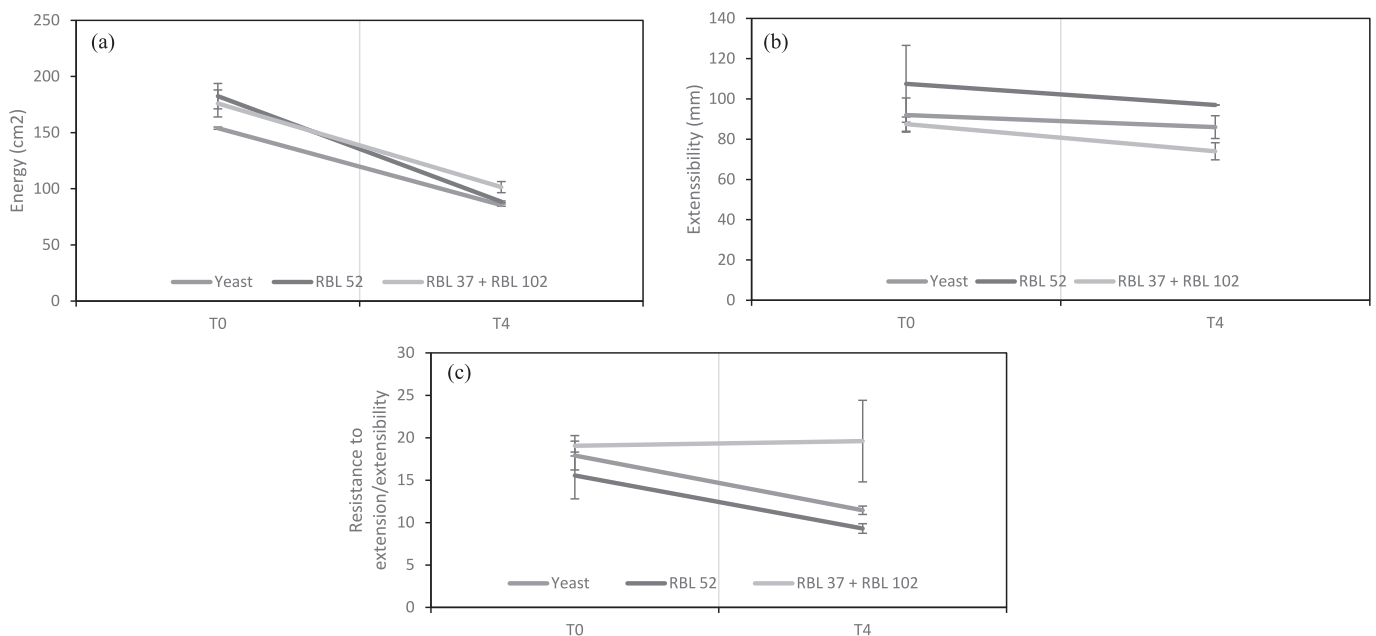 250
(a)
200
150
100
50
0
Energy (cm2)
Yeast RBL 52 RBL 37 + RBL 102
T0 T4
140
(b)
120
100
80
60
40
20
0
Extenssibility (mm)
Yeast RBL 52 RBL 37 + RBL 102
T0 T4
30
(c)
25
20
15
10
5
0
Resistance to
extension/extensibility
Yeast RBL 52 RBL 37 + RBL 102
T0 T4